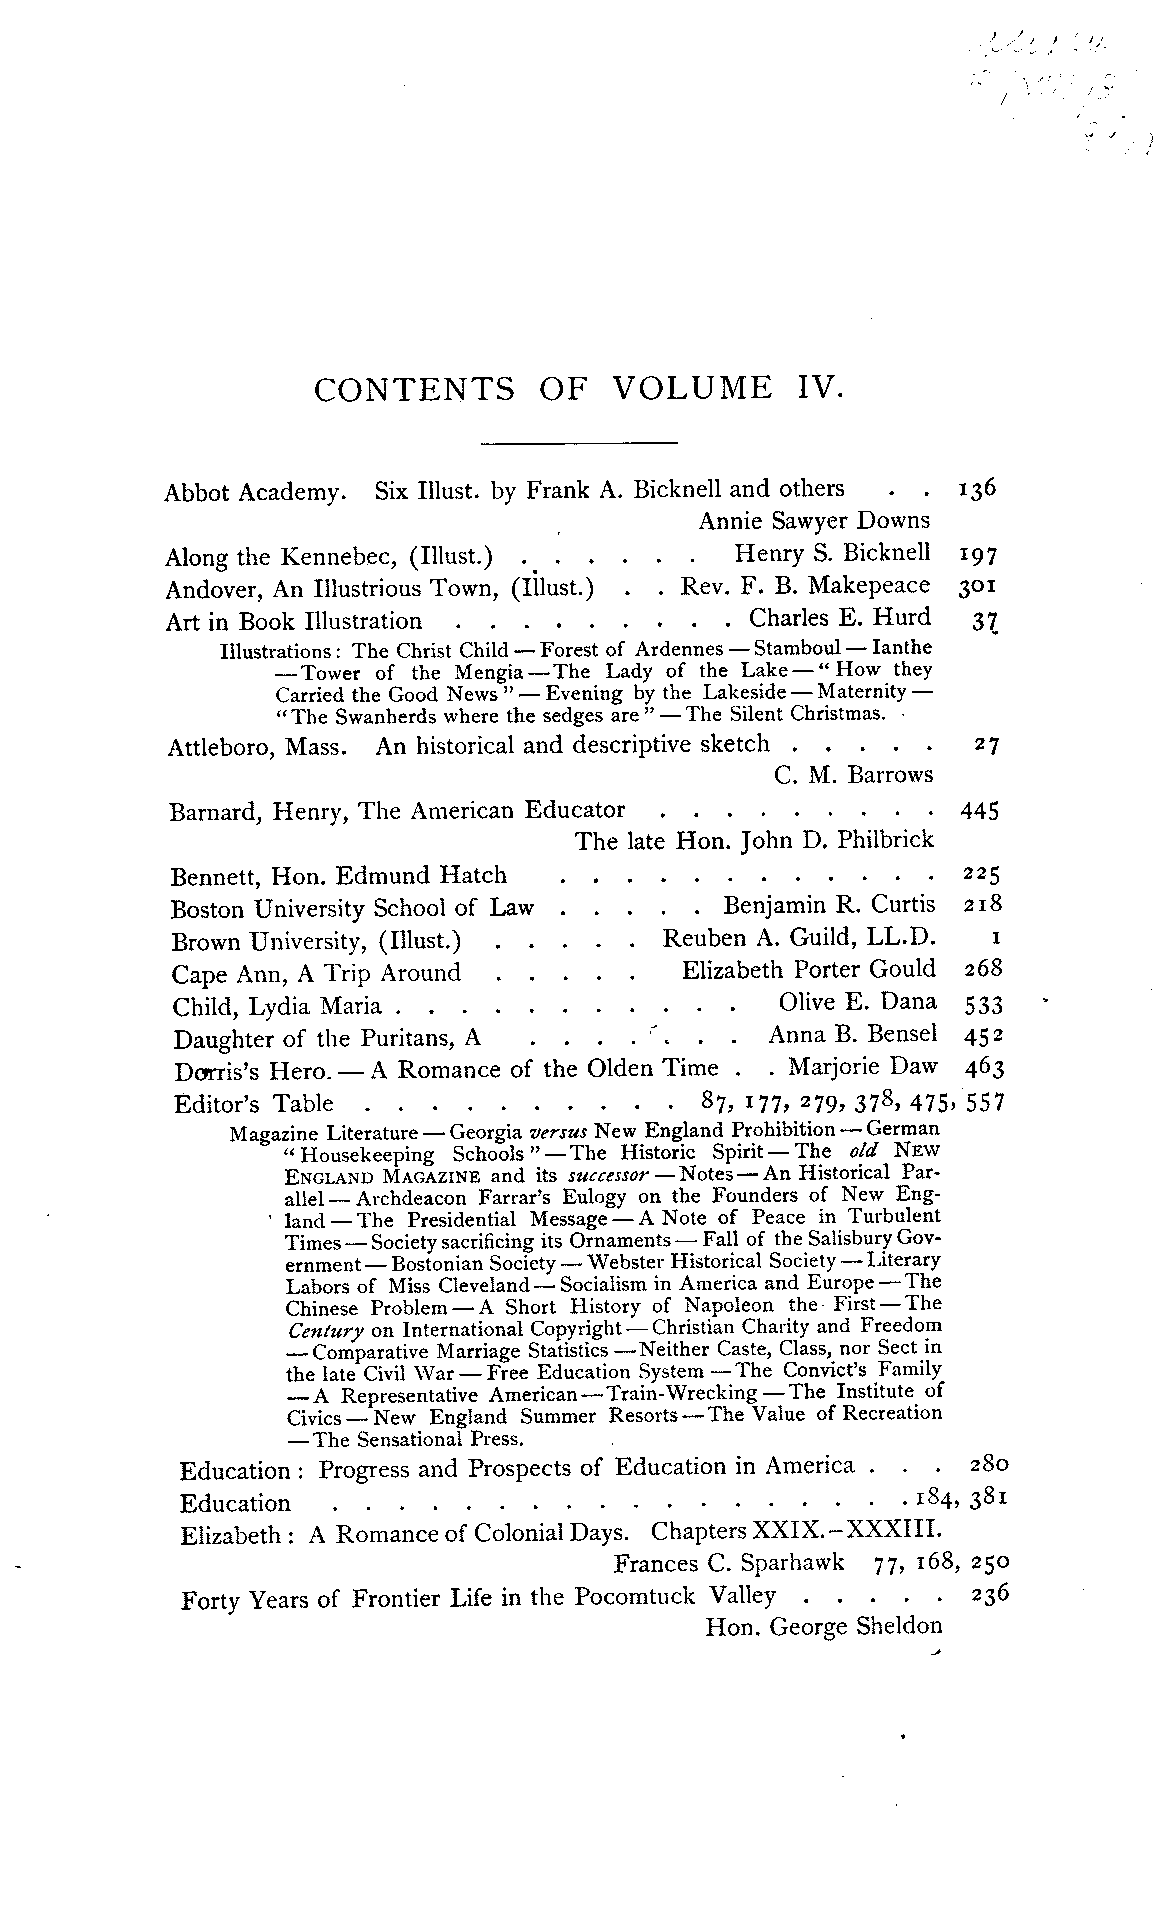 CONTENTS OF VOLUME IV.
Abbot Academy. Six Illust. by Frank A. Bicknell and others . . 136
Annie Sawyer Downs
Along the Kennebec, (Illust.) . . . . . . Henry S. Bicknell 197
Andover, An Illustrious Town, (Illust.) . . Rev. F. B. Makepeace 301
Art in Book Illustration . . . . . . . . . Charles E. Hurd 37
Illustrations: The Christ Child — Forest of Ardennes — Stamboul — Ianthe
— Tower of the Mengia — The Lady of the Lake — "How they
Carried the Good News" — Evening by the Lakeside — Maternity —
"The Swanherds where the sedges are" — The Silent Christmas.
Attleboro, Mass. An historical and descriptive sketch . . . . . 27
C. M. Barrows
Barnard, Henry, The American Educator . . . . . . . . . 445
The late Hon. John D. Philbrick
Bennett, Hon. Edmund Hatch . . . . . . . . . . . . 225
Boston University School of Law . . . . . Benjamin R. Curtis 218
Brown University, (Illust.) . . . . . Reuben A. Guild, LL.D. 1
Cape Ann, A Trip Around . . . . . Elizabeth Porter Gould 268
Child, Lydia Maria . . . . . . . . . . . Olive E. Dana 533
Daughter of the Puritans, A . . . . . . . Anna B. Bensel 452
Dorris's Hero. — A Romance of the Olden Time . . Marjorie Daw 463
Editor's Table . . . . . . . . . . 87, 177, 279, 378, 475, 557
Magazine Literature — Georgia versus New England Prohibition — German
"Housekeeping Schools" — The Historic Spirit — The old NEW
ENGLAND MAGAZINE and its successor — Notes — An Historical Par-
allel — Archdeacon Farrar's Eulogy on the Founders of New Eng-
land — The Presidential Message — A Note of Peace in Turbulent
Times — Society sacrificing its Ornaments — Fall of the Salisbury Gov-
ernment — Bostonian Society — Webster Historical Society — Literary
Labors of Miss Cleveland — Socialism in America and Europe — The
Chinese Problem — A Short History of Napoleon the First — The
Century on International Copyright — Christian Charity and Freedom
— Comparative Marriage Statistics — Neither Caste, Class, nor Sect in
the late Civil War — Free Education System — The Convict's Family
— A Representative American — Train-Wrecking — The Institute of
Civics — New England Summer Resorts — The Value of Recreation
— The Sensational Press.
Education : Progress and Prospects of Education in America . . . 280
Education . . . . . . . . . . . . . . . . . . 184, 381
Elizabeth : A Romance of Colonial Days. Chapters XXIX.–XXXIII.
Frances C. Sparhawk 77, 168, 250
Forty Years of Frontier Life in the Pocomtuck Valley . . . . . 236
Hon. George Sheldon